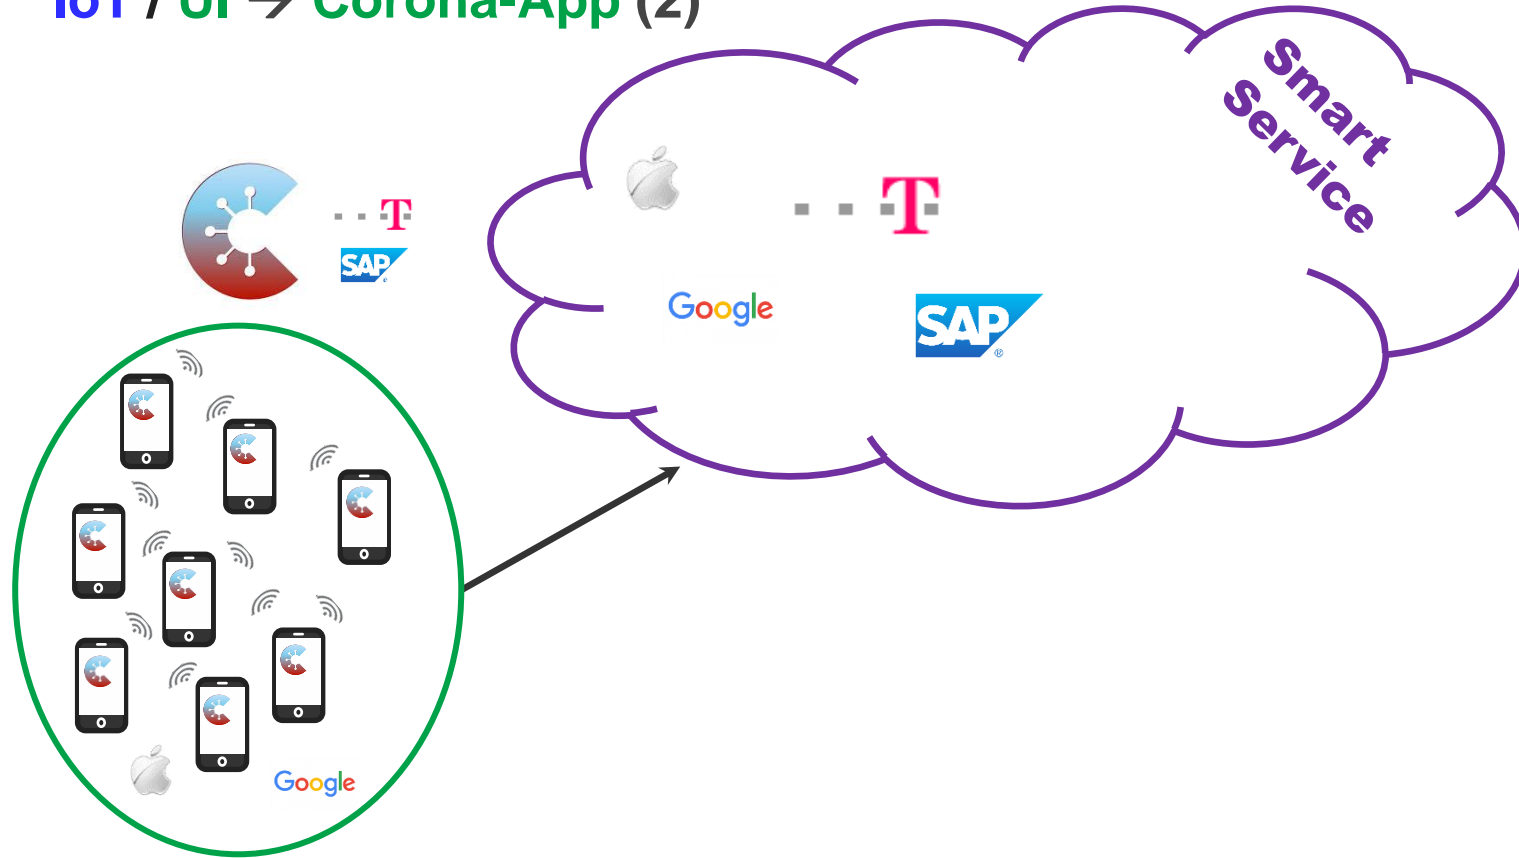 IoT / UI → Corona-App (2)
Smart
Service
T
T
SAP
Google
SAP®
Google